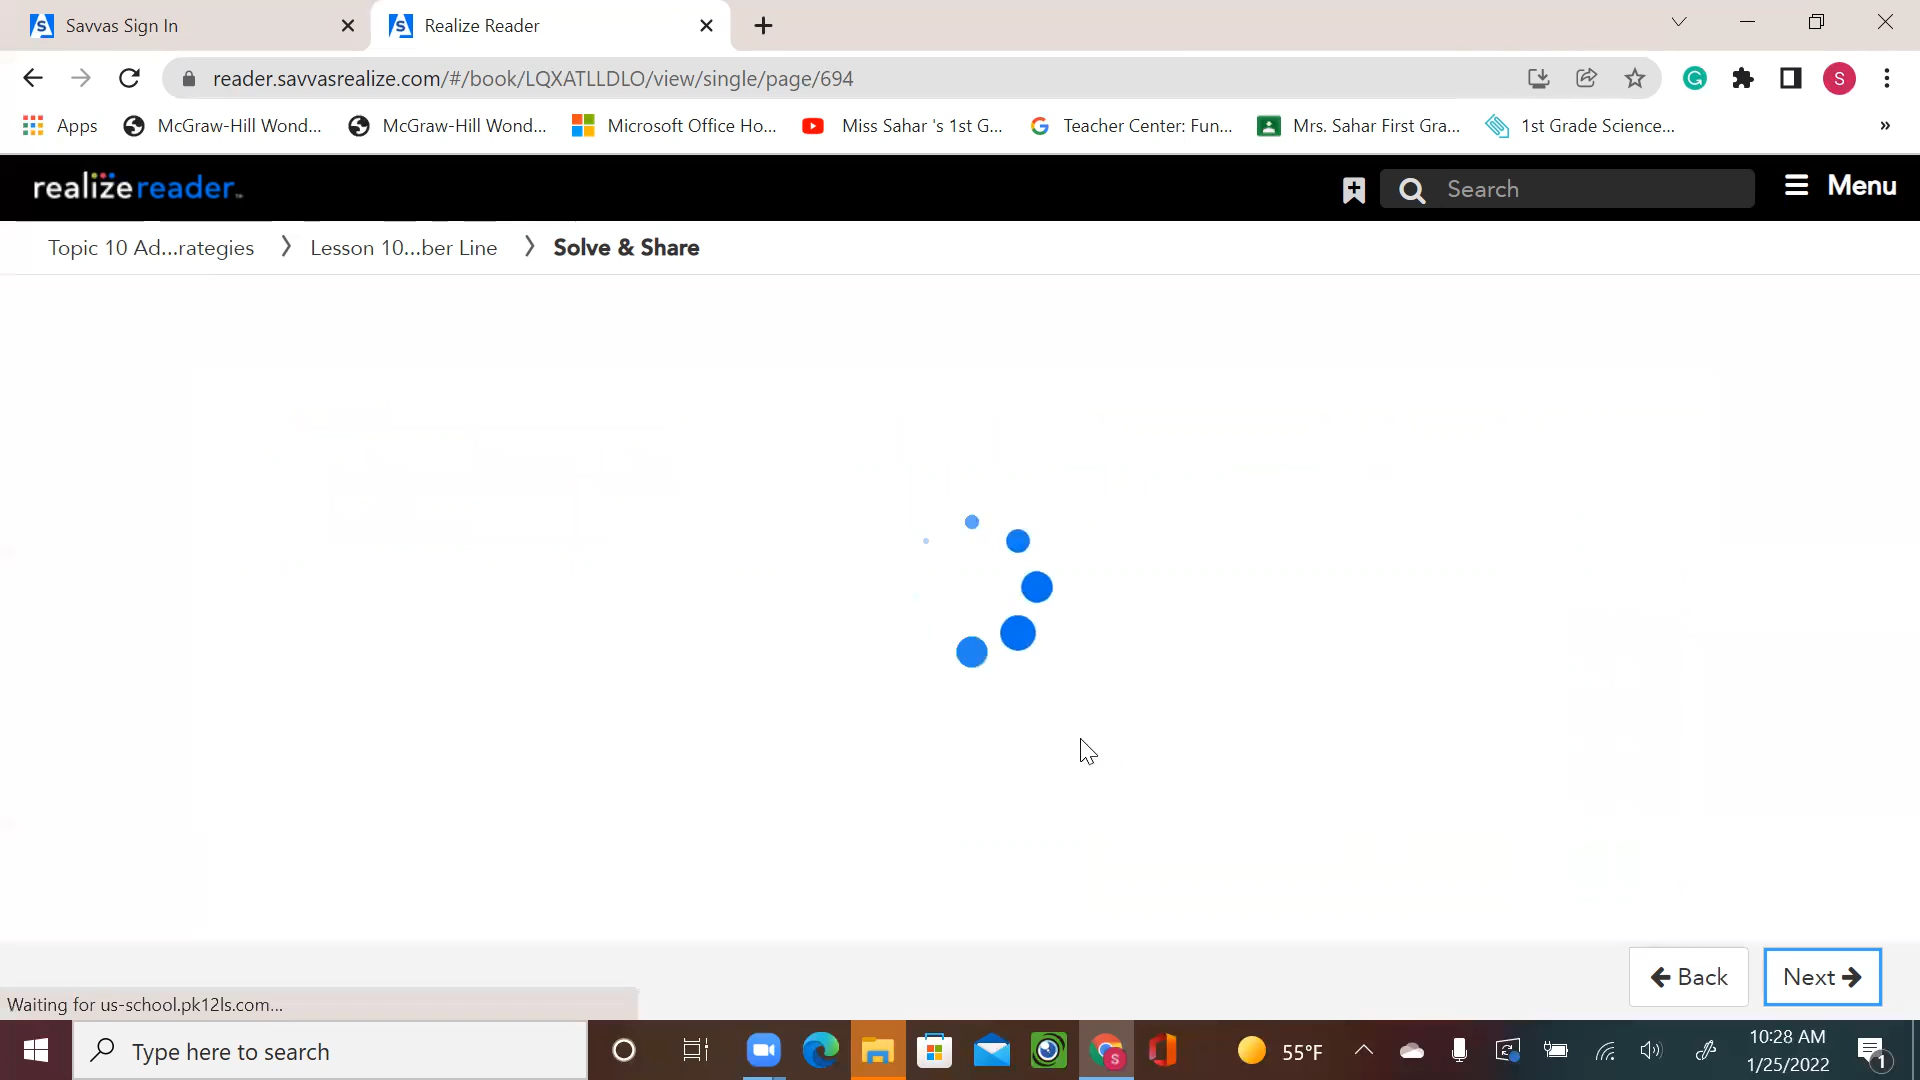 Savvas Sign In
Realize Reader
reader.savvasrealize.com/#/book/LQXATLLDLO/view/single/page/694
S
Apps
McGraw-Hill Wond...
McGraw-Hill Wond...
Microsoft Office Ho...
Miss Sahar 's 1st G...
Teacher Center: Fun...
Mrs. Sahar First Gra...
1st Grade Science...
»
realizereader™
Search
Menu
Topic 10 Ad...rategies
Lesson 10...ber Line
Solve & Share
Back
Next
Waiting for us-school.pk12ls.com...
Type here to search
S
55°F
10:28 AM
1/25/2022
1